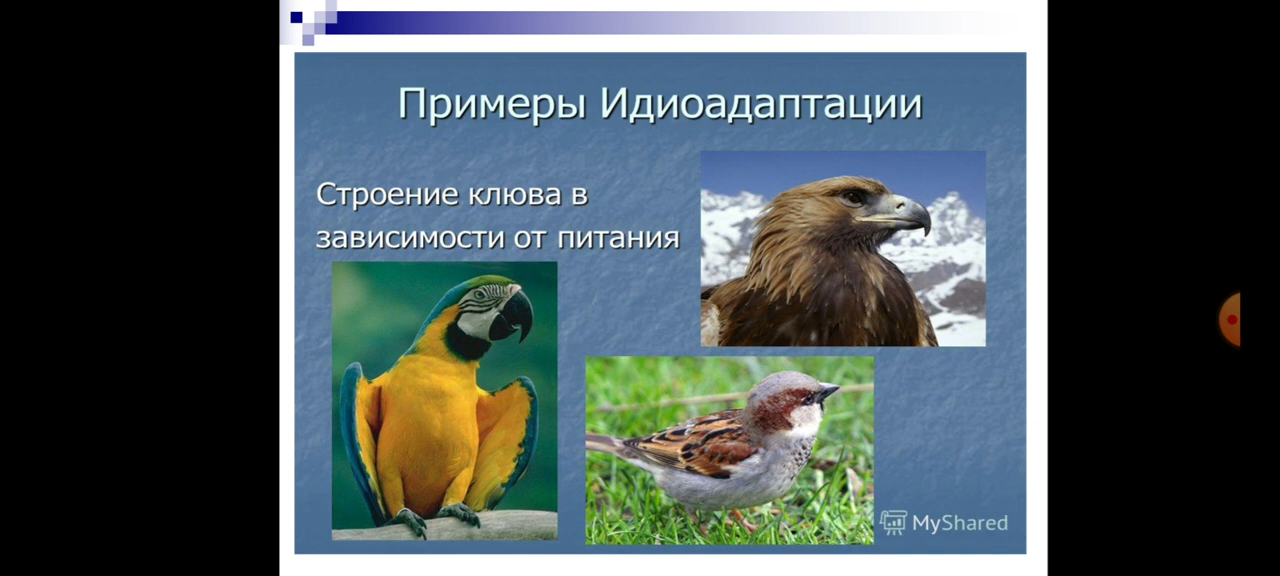 Примеры Идиоадаптации
Строение клюва в
зависимости от питания
MyShared